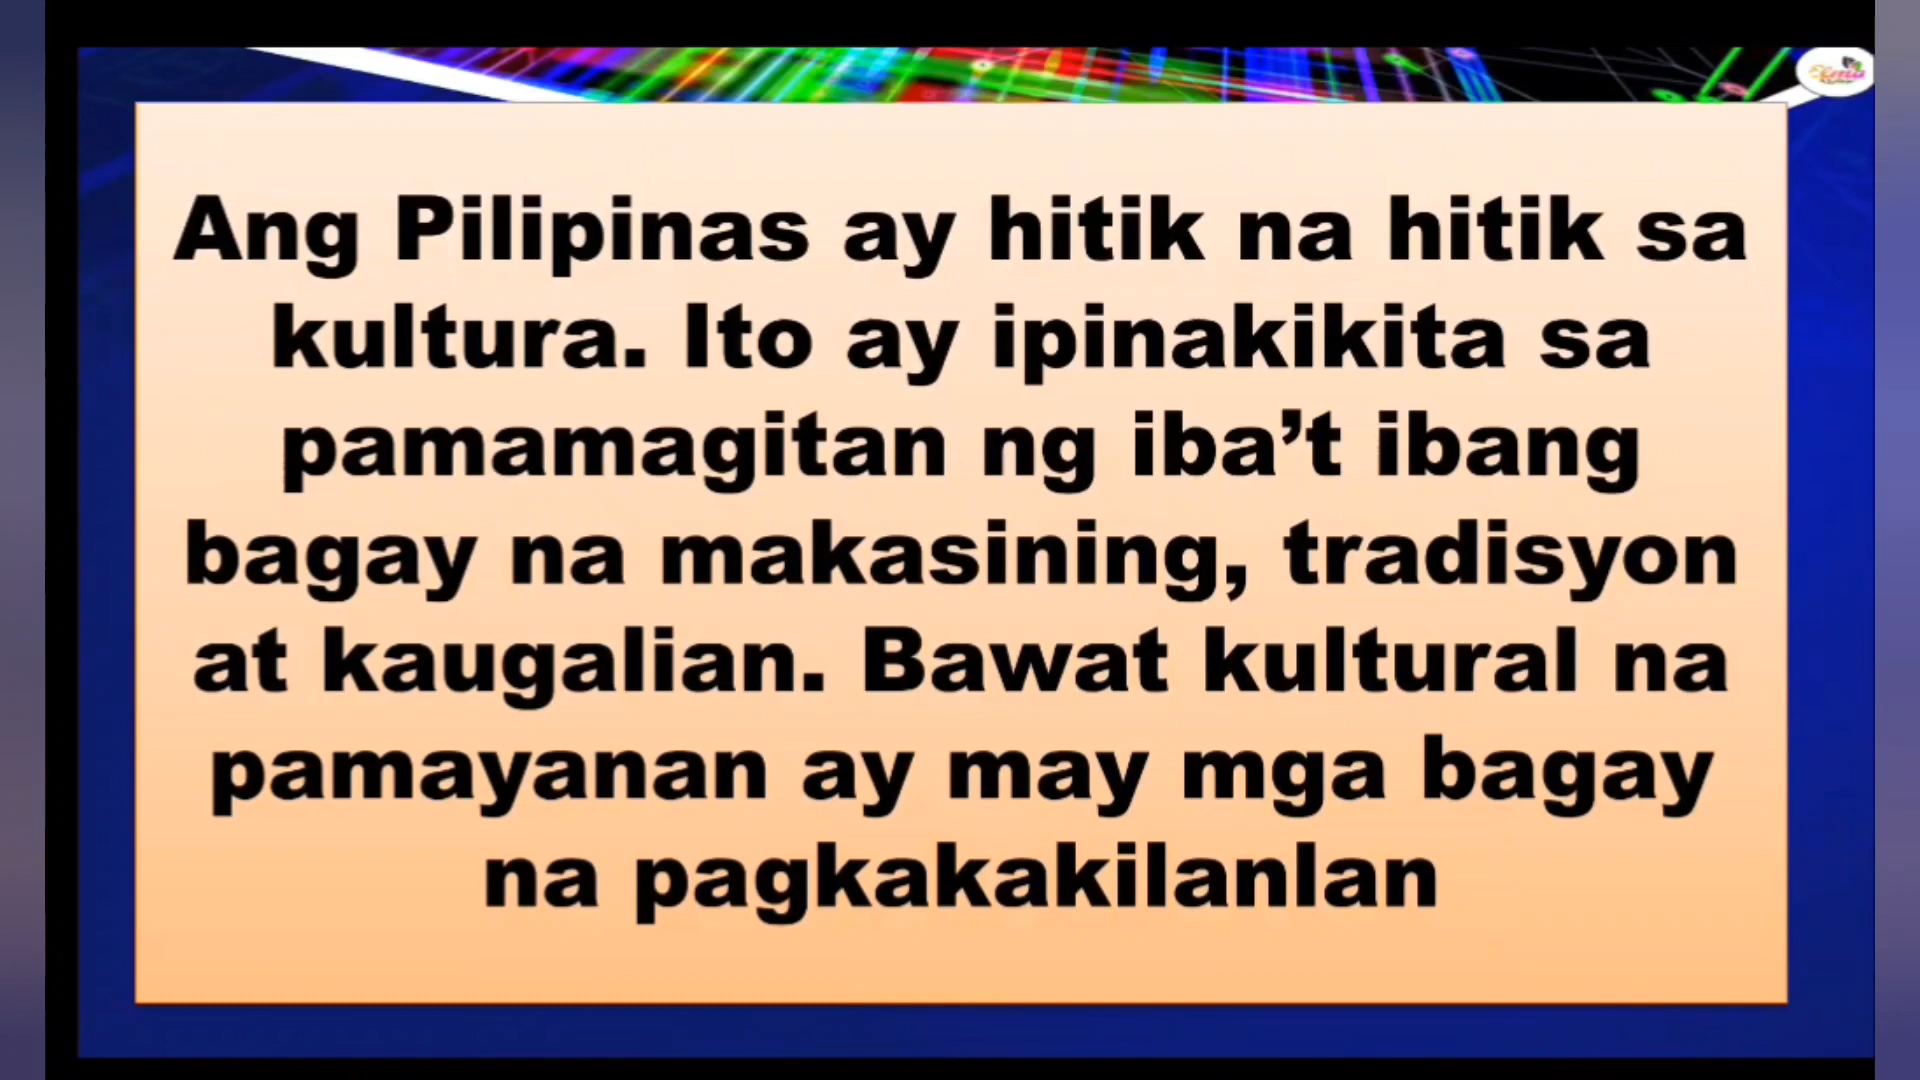 Ang Pilipinas ay hitik na hitik sa
kultura. Ito ay ipinakikita sa
pamamagitan ng iba’t ibang
bagay na makasining, tradisyon
at kaugalian. Bawat kultural na
pamayanan ay may mga bagay
na pagkakakilanlan